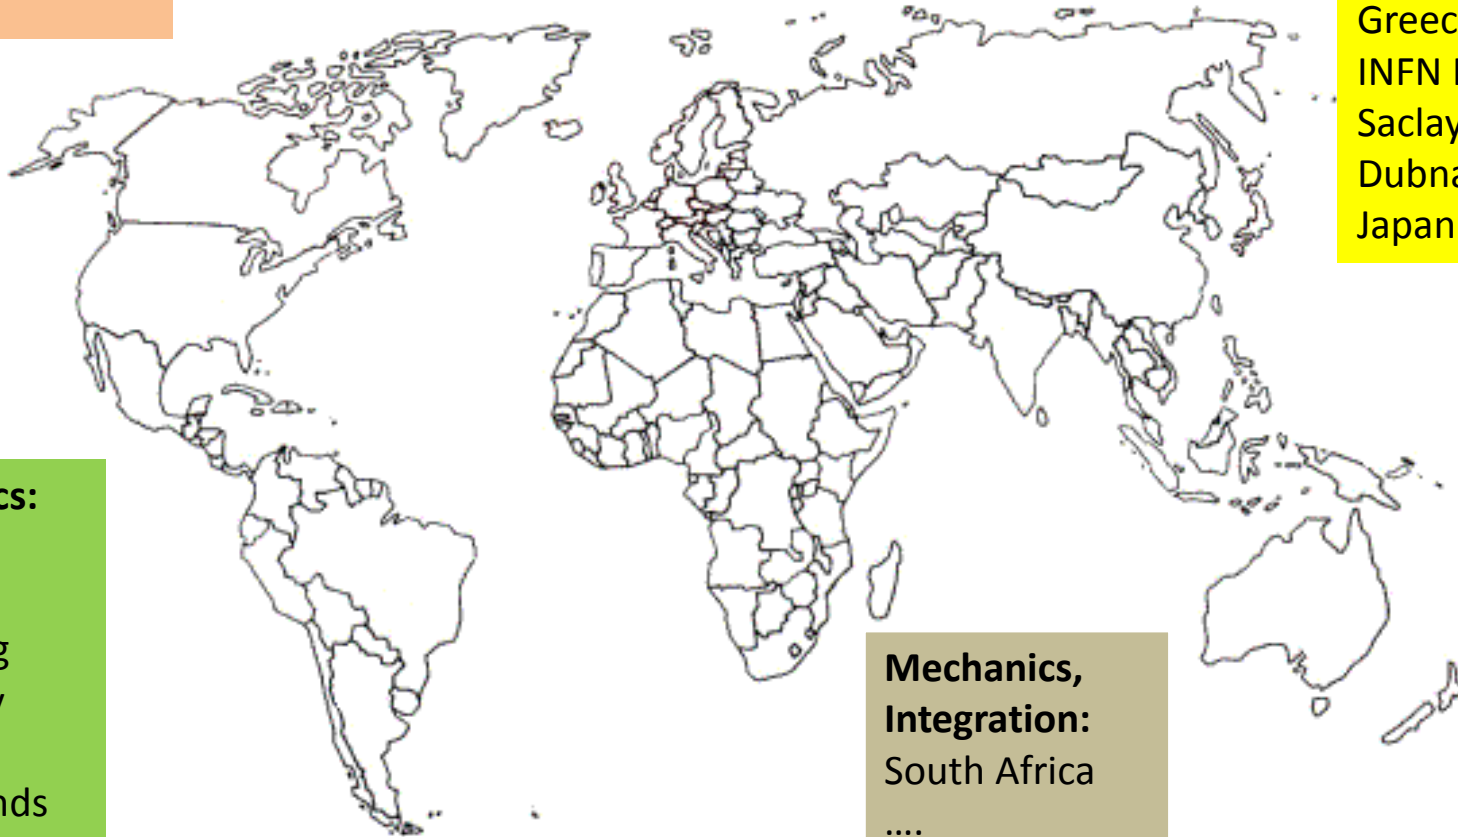 Greec
INFN
Saclay
Dubna
Japan
cs:
g
y
nds
Mechanics,
Integration:
South Africa
....